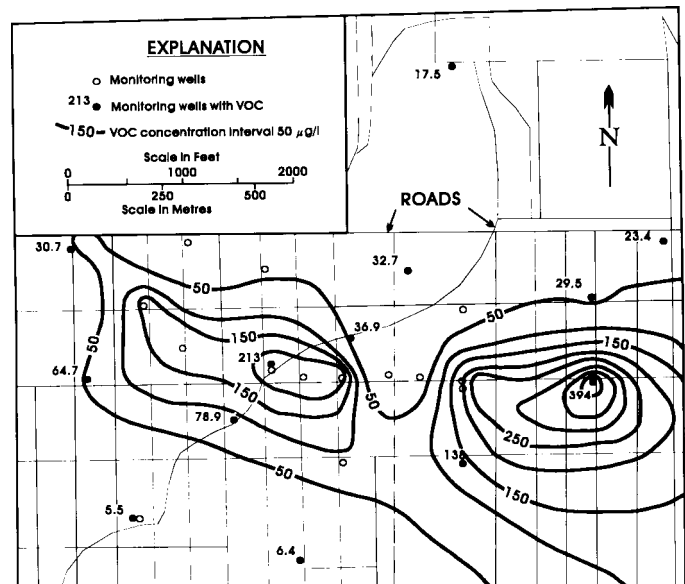 EXPLANATION
Monitoring wells
213 Monitoring wells with VOC
150 VOC concentration interval 50 µg/l
Scale in Feet
0 1000 2000
0 250 500
Scale in Metres
17.5
N
ROADS
30.7
32.7
23.4
29.5
50
50
36.9
150
150
50
213
64.7
150
50
394
78.9
250
138
50
150
5.5
6.4